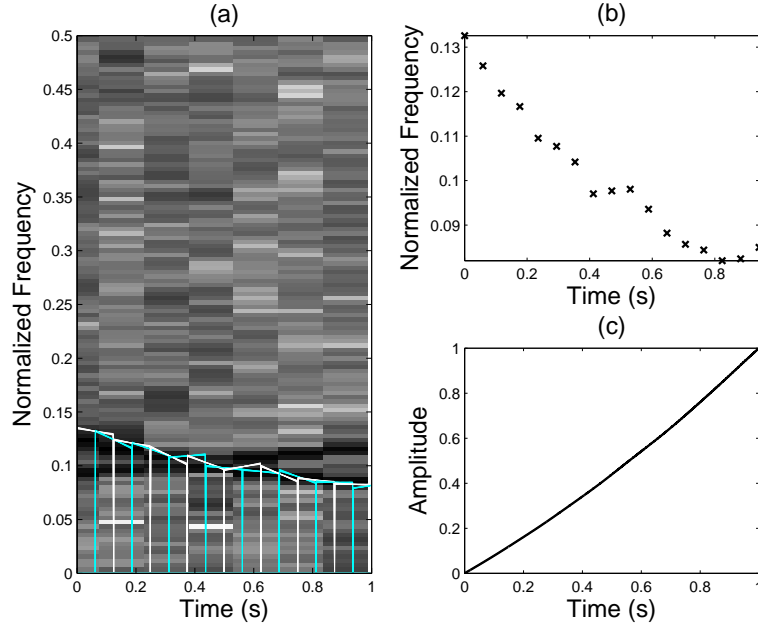 (a)
Normalized Frequency
0.5
0.45
0.4
0.35
0.3
0.25
0.2
0.15
0.1
0.05
0
0 0.2 0.4 0.6 0.8 1
Time (s)
(b)
Normalized Frequency
0.13
0.12
0.11
0.1
0.09
0 0.2 0.4 0.6 0.8
Time (s)
(c)
Amplitude
1
0.8
0.6
0.4
0.2
0
0 0.2 0.4 0.6 0.8 1
Time (s)